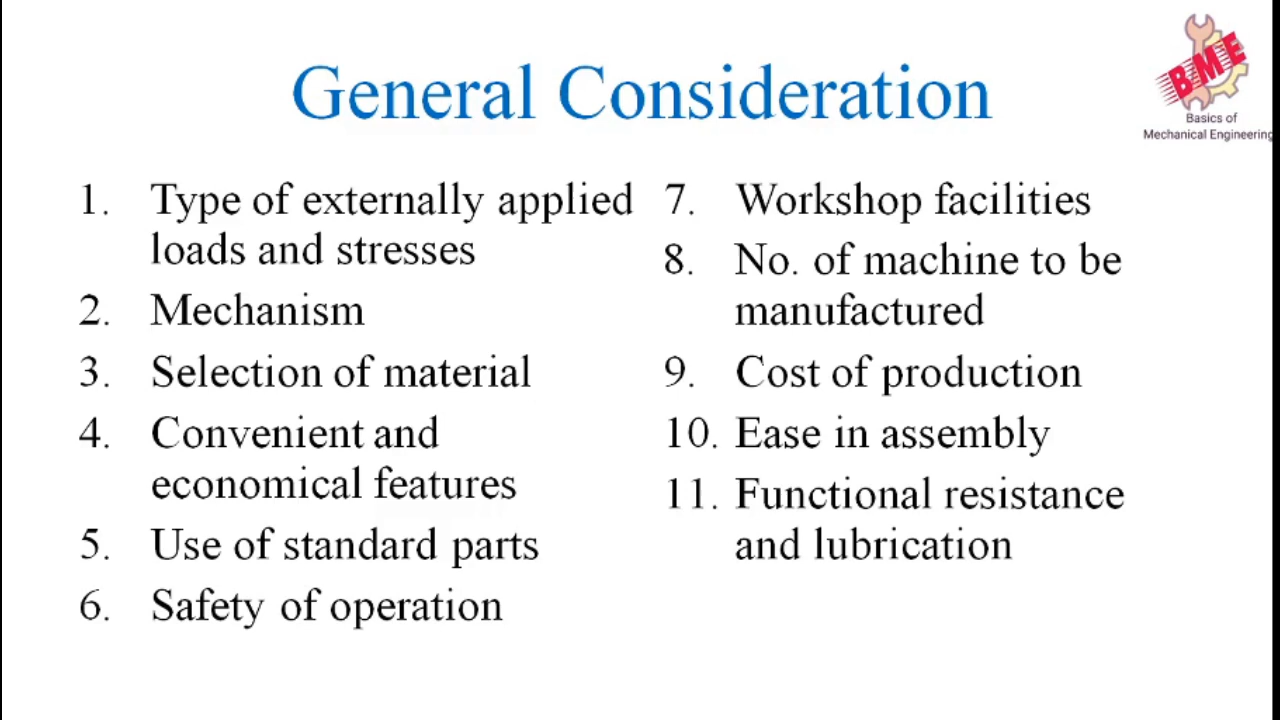 General Consideration
BME
Basics of
Mechanical Engineering
1. Type of externally applied
loads and stresses
2. Mechanism
3. Selection of material
4. Convenient and
economical features
5. Use of standard parts
6. Safety of operation
7. Workshop facilities
8. No. of machine to be
manufactured
9. Cost of production
10. Ease in assembly
11. Functional resistance
and lubrication